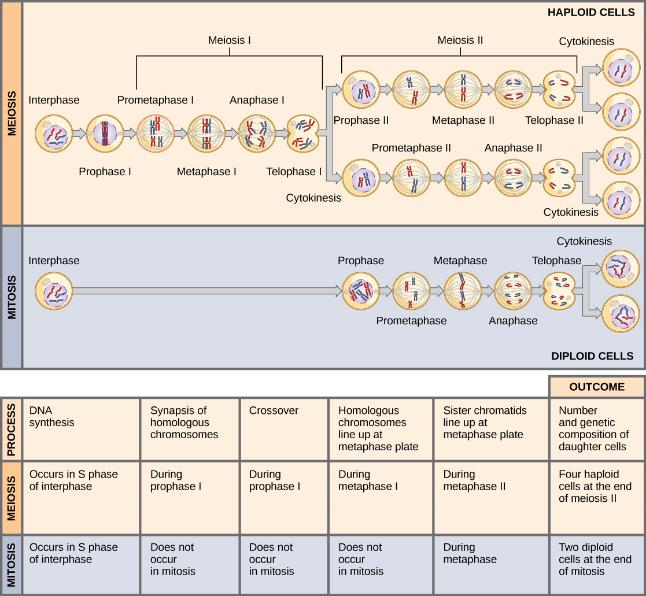 HAPLOID CELLS
MEIOSIS
Meiosis I
Meiosis II
Cytokinesis
Interphase
Prometaphase I
Anaphase I
Prophase II
Metaphase II
Telophase II
Prometaphase II
Anaphase II
Prophase I
Metaphase I
Telophase I
Cytokinesis
Cytokinesis
MITOSIS
Cytokinesis
Interphase
Prophase
Metaphase
Telophase
Prometaphase
Anaphase
DIPLOID CELLS
OUTCOME
PROCESS
DNA
synthesis
Synapsis of
homologous
chromosomes
Crossover
Homologous
chromosomes
line up at
metaphase plate
Sister chromatids
line up at
metaphase plate
Number
and genetic
composition of
daughter cells
MEIOSIS
Occurs in S phase
of interphase
During
prophase I
During
prophase I
During
metaphase I
During
metaphase II
Four haploid
cells at the end
of meiosis II
MITOSIS
Occurs in S phase
of interphase
Does not
occur
in mitosis
Does not
occur
in mitosis
Does not
occur
in mitosis
During
metaphase
Two diploid
cells at the end
of mitosis